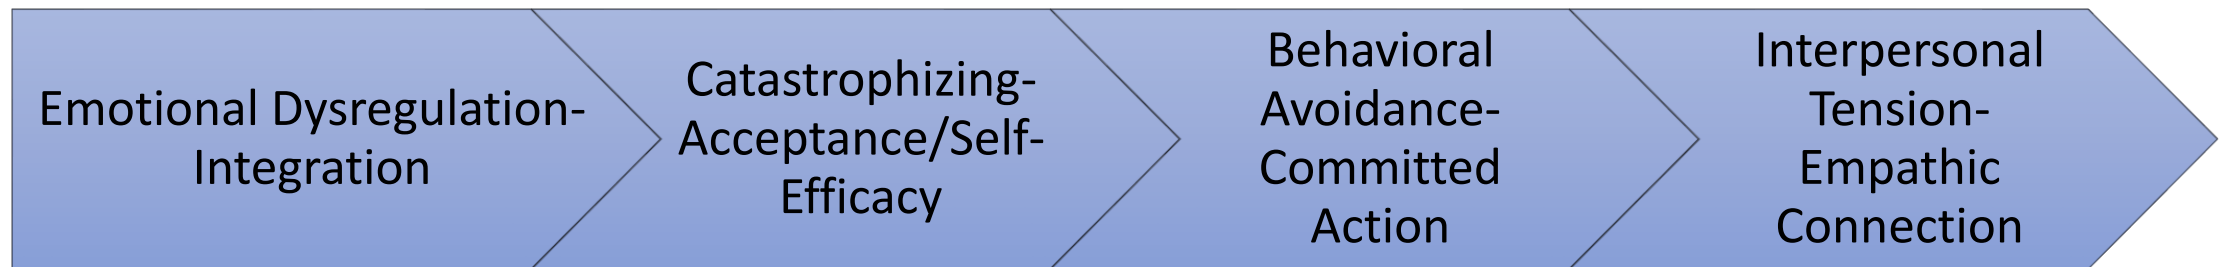 Emotional Dysregulation-
Integration
Catastrophizing-
Acceptance/Self-
Efficacy
Behavioral
Avoidance-
Committed
Action
Interpersonal
Tension-
Empathic
Connection